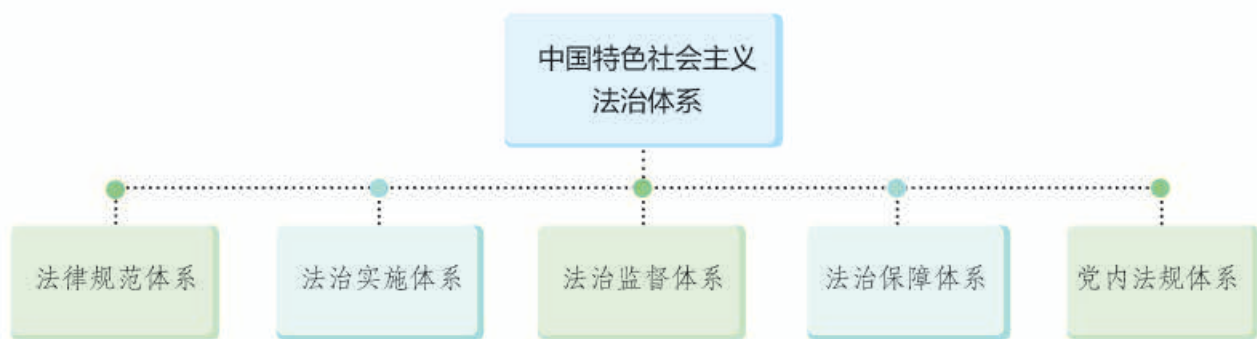 中国特色社会主义
法治体系
法律规范体系
法治实施体系
法治监督体系
法治保障体系
党内法规体系